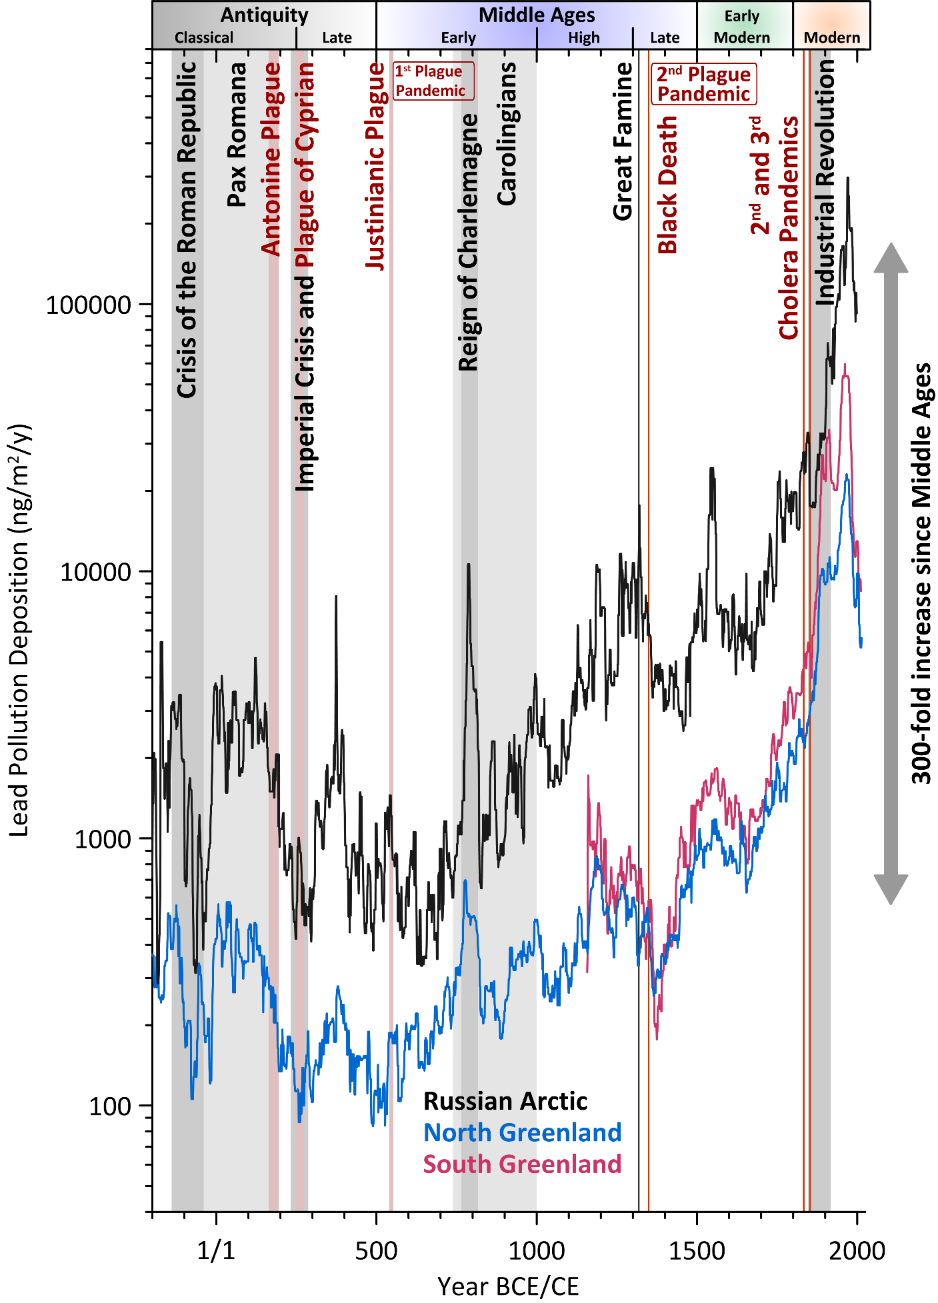 Antiquity
Middle Ages
Early
Modern
Modern
Classical
Late
Early
High
Late
Crisis of the Roman Republic
Pax Romana
Antonine Plague
Imperial Crisis and Plague of Cyprian
Justinianic Plague
1st Plague
Pandemic
Reign of Charlemagne
Carolingians
Great Famine
2nd Plague
Pandemic
Black Death
2nd and 3rd
Cholera Pandemics
Industrial Revolution
Lead Pollution Deposition (ng/m²/y)
100000
10000
1000
100
300-fold increase since Middle Ages
Russian Arctic
North Greenland
South Greenland
1/1
500
1000
1500
2000
Year BCE/CE